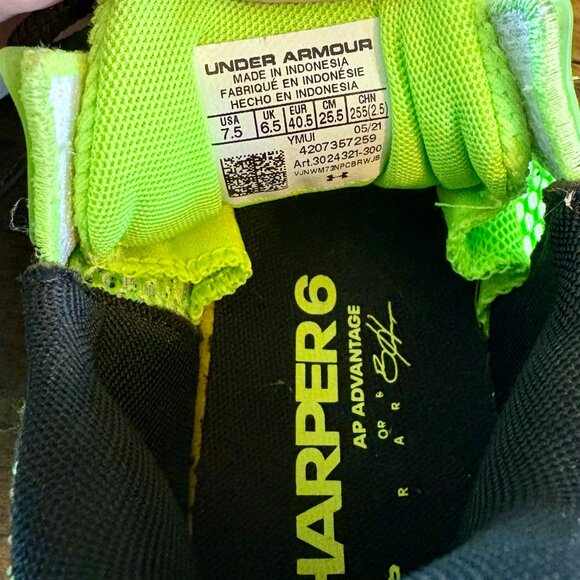 UNDER ARMOUR
MADE IN INDONESIA
FABRIQUÉ EN INDONÉSIE
HECHO EN INDONESIA
USA UK EUR CM CHN
7.5 6.5 40.5 25.5 255(2.5)
YMUI 05/21
4207357259
Art.3024321-300
VJNWM73NPCBRWJB
HARPER 6
AP ADVANTAGE